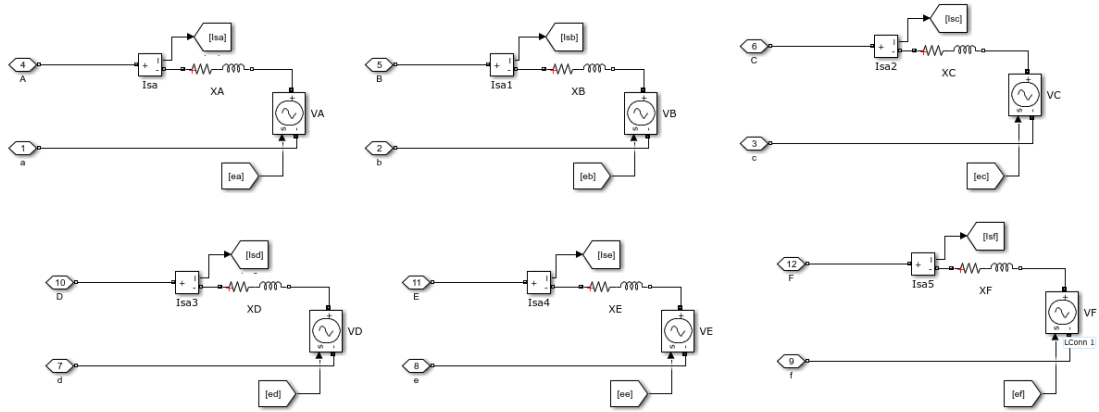 [Isa]
4
A
+
i
-
Isa
XA
+
VA
s
-
1
a
[ea]
[Isb]
5
B
+
i
-
Isa1
XB
+
VB
s
-
2
b
[eb]
[Isc]
6
C
+
i
-
Isa2
XC
+
VC
s
-
3
c
[ec]
[Isd]
10
D
+
i
-
Isa3
XD
+
VD
s
-
7
d
[ed]
[Ise]
11
E
+
i
-
Isa4
XE
+
VE
s
-
8
e
[ee]
[Isf]
12
F
+
i
-
Isa5
XF
+
VF
s
-
LConn 1
9
f
[ef]